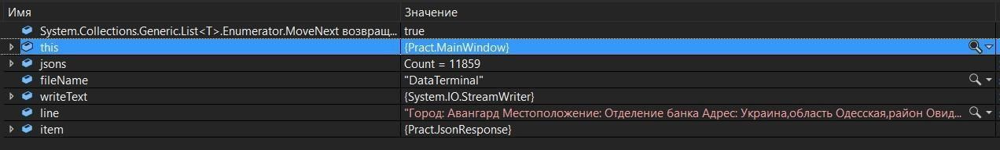 Имя Значение
System.Collections.Generic.List<T>.Enumerator.MoveNext возвращ... true
this {Pract.MainWindow}
jsons Count = 11859
fileName "DataTerminal"
writeText {System.IO.StreamWriter}
line "Город: Авангард Местоположение: Отделение банка Адрес: Украина,область Одесская,район Овид...
item {Pract.JsonResponse}